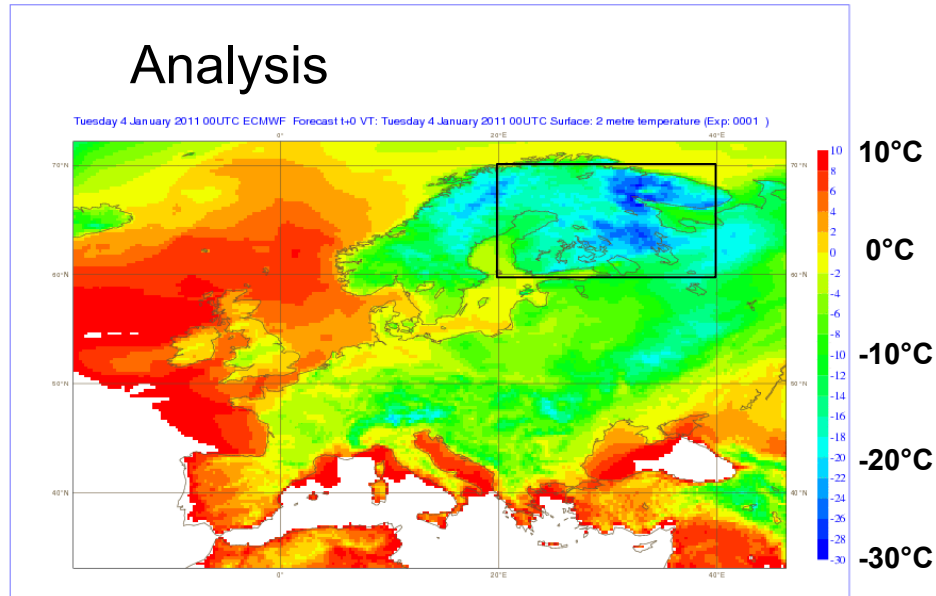 Analysis
Tuesday 4 January 2011 00UTC ECMWF Forecast t+0 VT: Tuesday 4 January 2011 00UTC Surface: 2 metre temperature (Exp: 0001 )
0° 20°E 40°E
70°N 70°N
60°N 60°N
50°N 50°N
40°N 40°N
0° 20°E 40°E
10
8
6
4
2
0
-2
-4
-6
-8
-10
-12
-14
-16
-18
-20
-22
-24
-26
-28
-30
10°C
0°C
-10°C
-20°C
-30°C